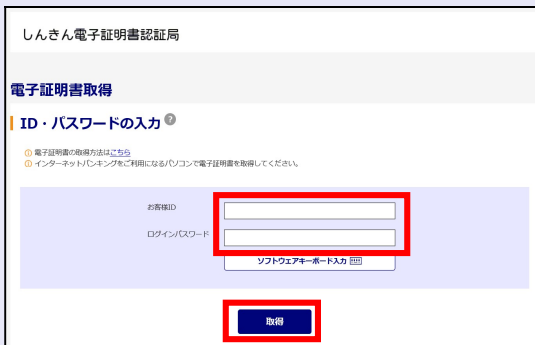 しんきん電子証明書認証局
電子証明書取得
ID・パスワードの入力 ?
電子証明書の取得方法はこちら
インターネットバンキングをご利用になるパソコンで電子証明書を取得してください。
お客様ID
ログインパスワード
ソフトウェアキーボード入力
取得